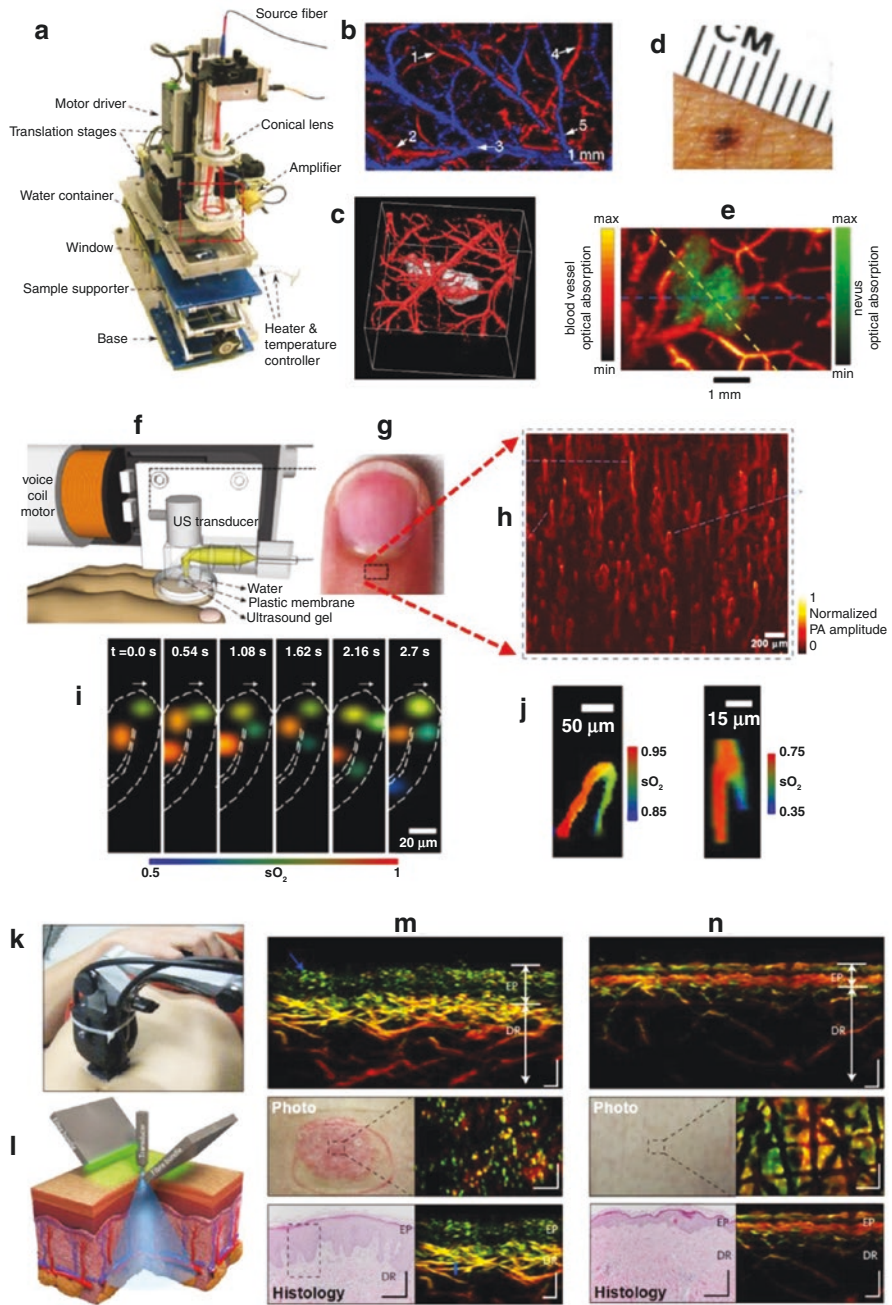 a
Source fiber
Motor driver
Translation stages
Conical lens
Amplifier
Water container
Window
Sample supporter
Base
Heater &
temperature
controller
b
1
4
2
3
5
1 mm
c
d
CM
e
max
blood vessel
optical absorption
min
max
nevus
optical absorption
min
1 mm
f
voice
coil
motor
US transducer
Water
Plastic membrane
Ultrasound gel
g
h
1
Normalized
PA amplitude
0
200 μm
i
t =0.0 s
0.54 s
1.08 s
1.62 s
2.16 s
2.7 s
20 μm
0.5
sO₂
1
j
50 μm
0.95
sO₂
0.85
15 μm
0.75
sO₂
0.35
k
l
Transducer
m
EP
DR
Photo
EP
DR
EP
DR
Histology
n
EP
DR
Photo
EP
DR
EP
DR
Histology